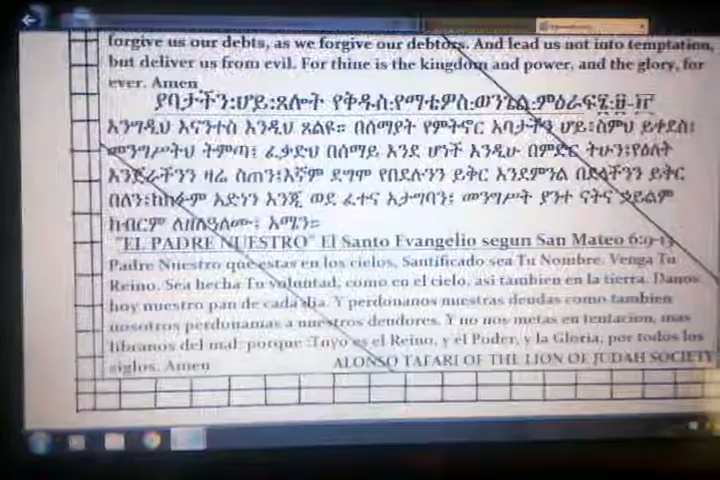 forgive us our debts, as we forgive our debtors. And lead us not into temptation,
but deliver us from evil. For thine is the kingdom and power, and the glory, for
ever. Amen
ያባታችን፡ሆይ፡ጸሎት የቅዱስ፡የማቴዎስ፡ወንጌል፡ምዕራፍ
እንግዲህ እናንተስ እንዲህ ጸልዩ። በሰማያት የምትኖር አባታችን ሆይ፡ስምህ ይቀደስ፤
መንግሥትህ ትምጣ፤ ፈቃድህ በሰማይ እንደ ሆነች እንዲሁ በምድር ትሁን፤የዕለት
እንጀራችንን ዛሬ ስጠን፤እኛም ደግሞ የበደሉንን ይቅር እንደምንል በደላችንን ይቅር
በለን፤ከክፉም አድነን እንጂ ወደ ፈተና አታግባን፤ መንግሥት ያንተ ናትና ኃይልም
ክብርም ለዘለዓለሙ፤ አሜን።
"EL PADRE NUESTRO" El Santo Evangelio segun San Mateo 6:9-13
Padre Nuestro que estas en los cielos, Santificado sea Tu Nombre. Venga Tu
Reino. Sea hecha Tu voluntad, como en el cielo, asi tambien en la tierra. Danos
hoy nuestro pan de cada dia. Y perdonanos nuestras deudas como tambien
nosotros perdonamas a nuestros deudores. Y no nos metas en tentacion, mas
libranos del mal: porque :Tuyo es el Reino, y el Poder, y la Gloria, por todos los
siglos. Amen ALONSO TAFARI OF THE LION OF JUDAH SOCIETY